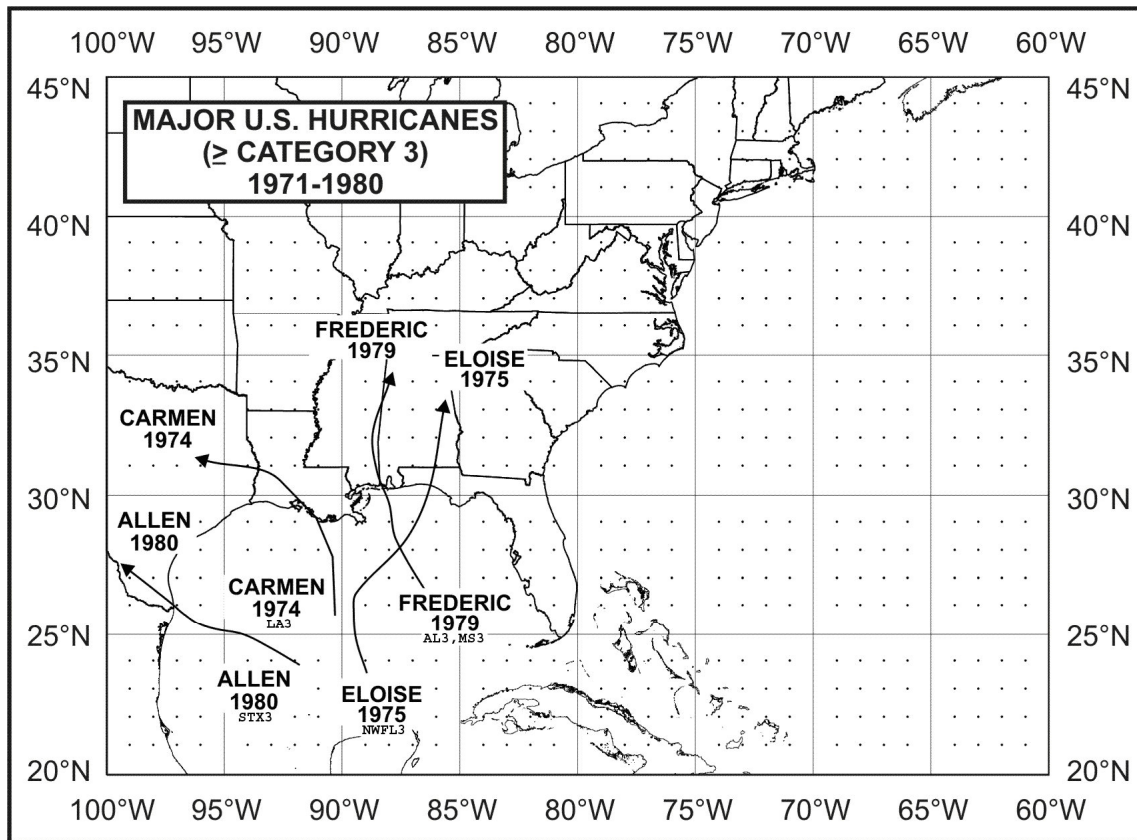 100°W 95°W 90°W 85°W 80°W 75°W 70°W 65°W 60°W
45°N 45°N
MAJOR U.S. HURRICANES
(≥ CATEGORY 3)
1971-1980
40°N 40°N
FREDERIC
1979
ELOISE
1975
35°N 35°N
CARMEN
1974
30°N 30°N
ALLEN
1980
CARMEN
1974
LA3
FREDERIC
1979
AL3,MS3
25°N 25°N
ALLEN
1980
STX3
ELOISE
1975
NWFL3
20°N 20°N
100°W 95°W 90°W 85°W 80°W 75°W 70°W 65°W 60°W